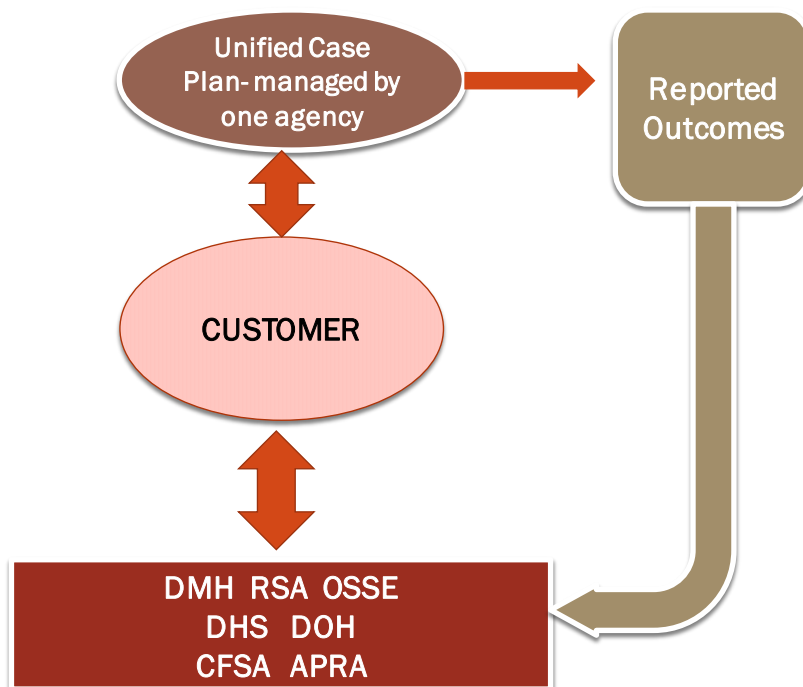 Unified Case
Plan- managed by
one agency
Reported
Outcomes
CUSTOMER
DMH RSA OSSE
DHS DOH
CFSA APRA